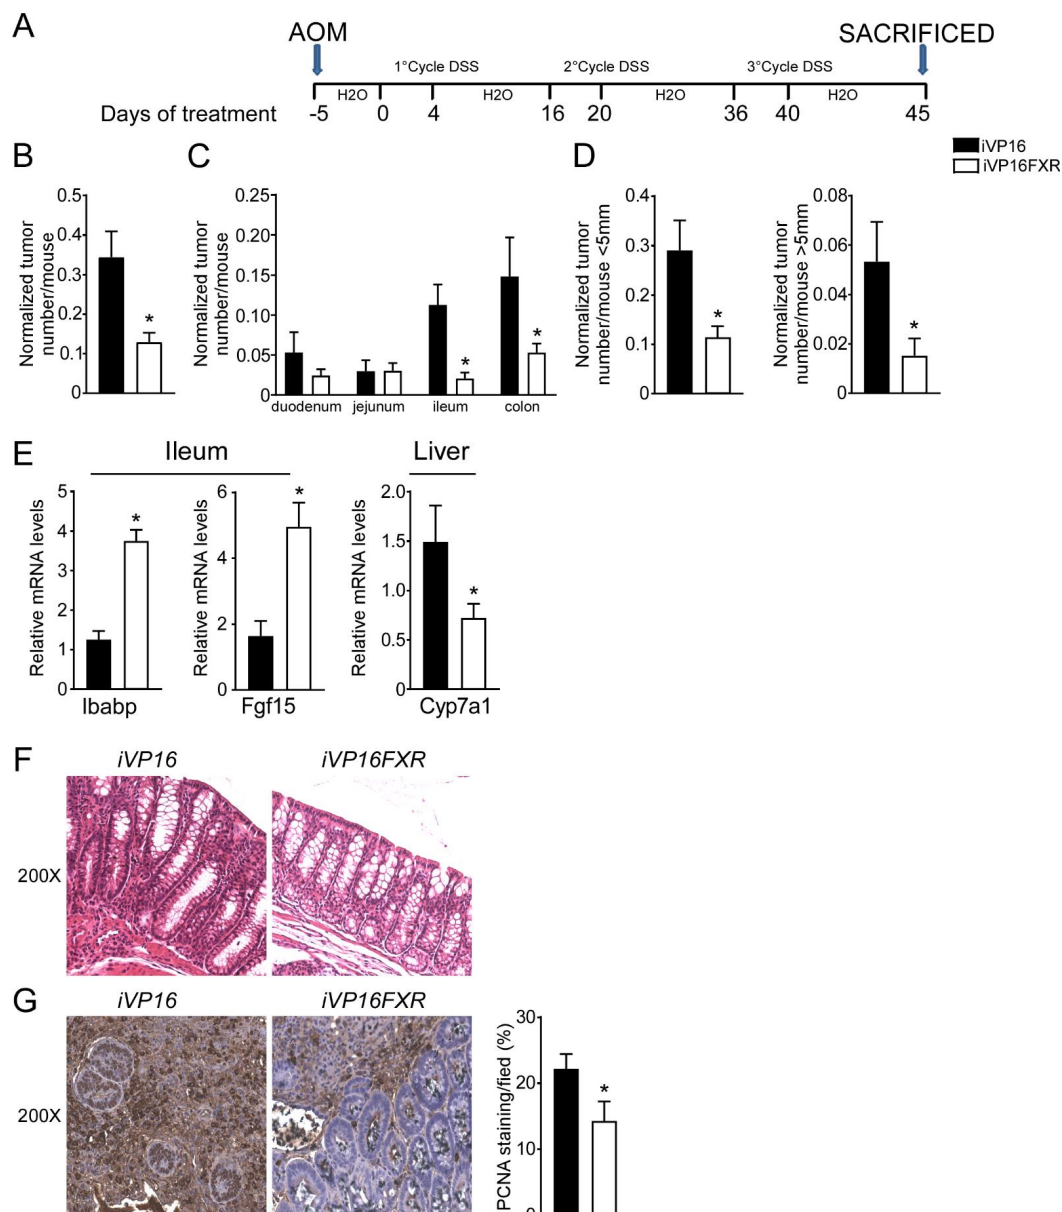 A
AOM
SACRIFICED
1°Cycle DSS
2°Cycle DSS
3°Cycle DSS
H2O
H2O
H2O
H2O
Days of treatment
-5
0
4
16
20
36
40
45
iVP16
iVP16FXR
B
Normalized tumor
number/mouse
0.5
0.4
0.3
0.2
0.1
0
*
C
Normalized tumor
number/mouse
0.25
0.20
0.15
0.10
0.05
0
*
*
duodenum
jejunum
ileum
colon
D
Normalized tumor
number/mouse <5mm
0.4
0.3
0.2
0.1
0
*
Normalized tumor
number/mouse >5mm
0.08
0.06
0.04
0.02
0
*
E
Ileum
Liver
Relative mRNA levels
5
4
3
2
1
0
*
Ibabp
Relative mRNA levels
6
4
2
0
*
Fgf15
Relative mRNA levels
2.0
1.5
1.0
0.5
0
*
Cyp7a1
F
iVP16
iVP16FXR
200X
G
iVP16
iVP16FXR
200X
PCNA staining/fied (%)
30
20
10
0
*